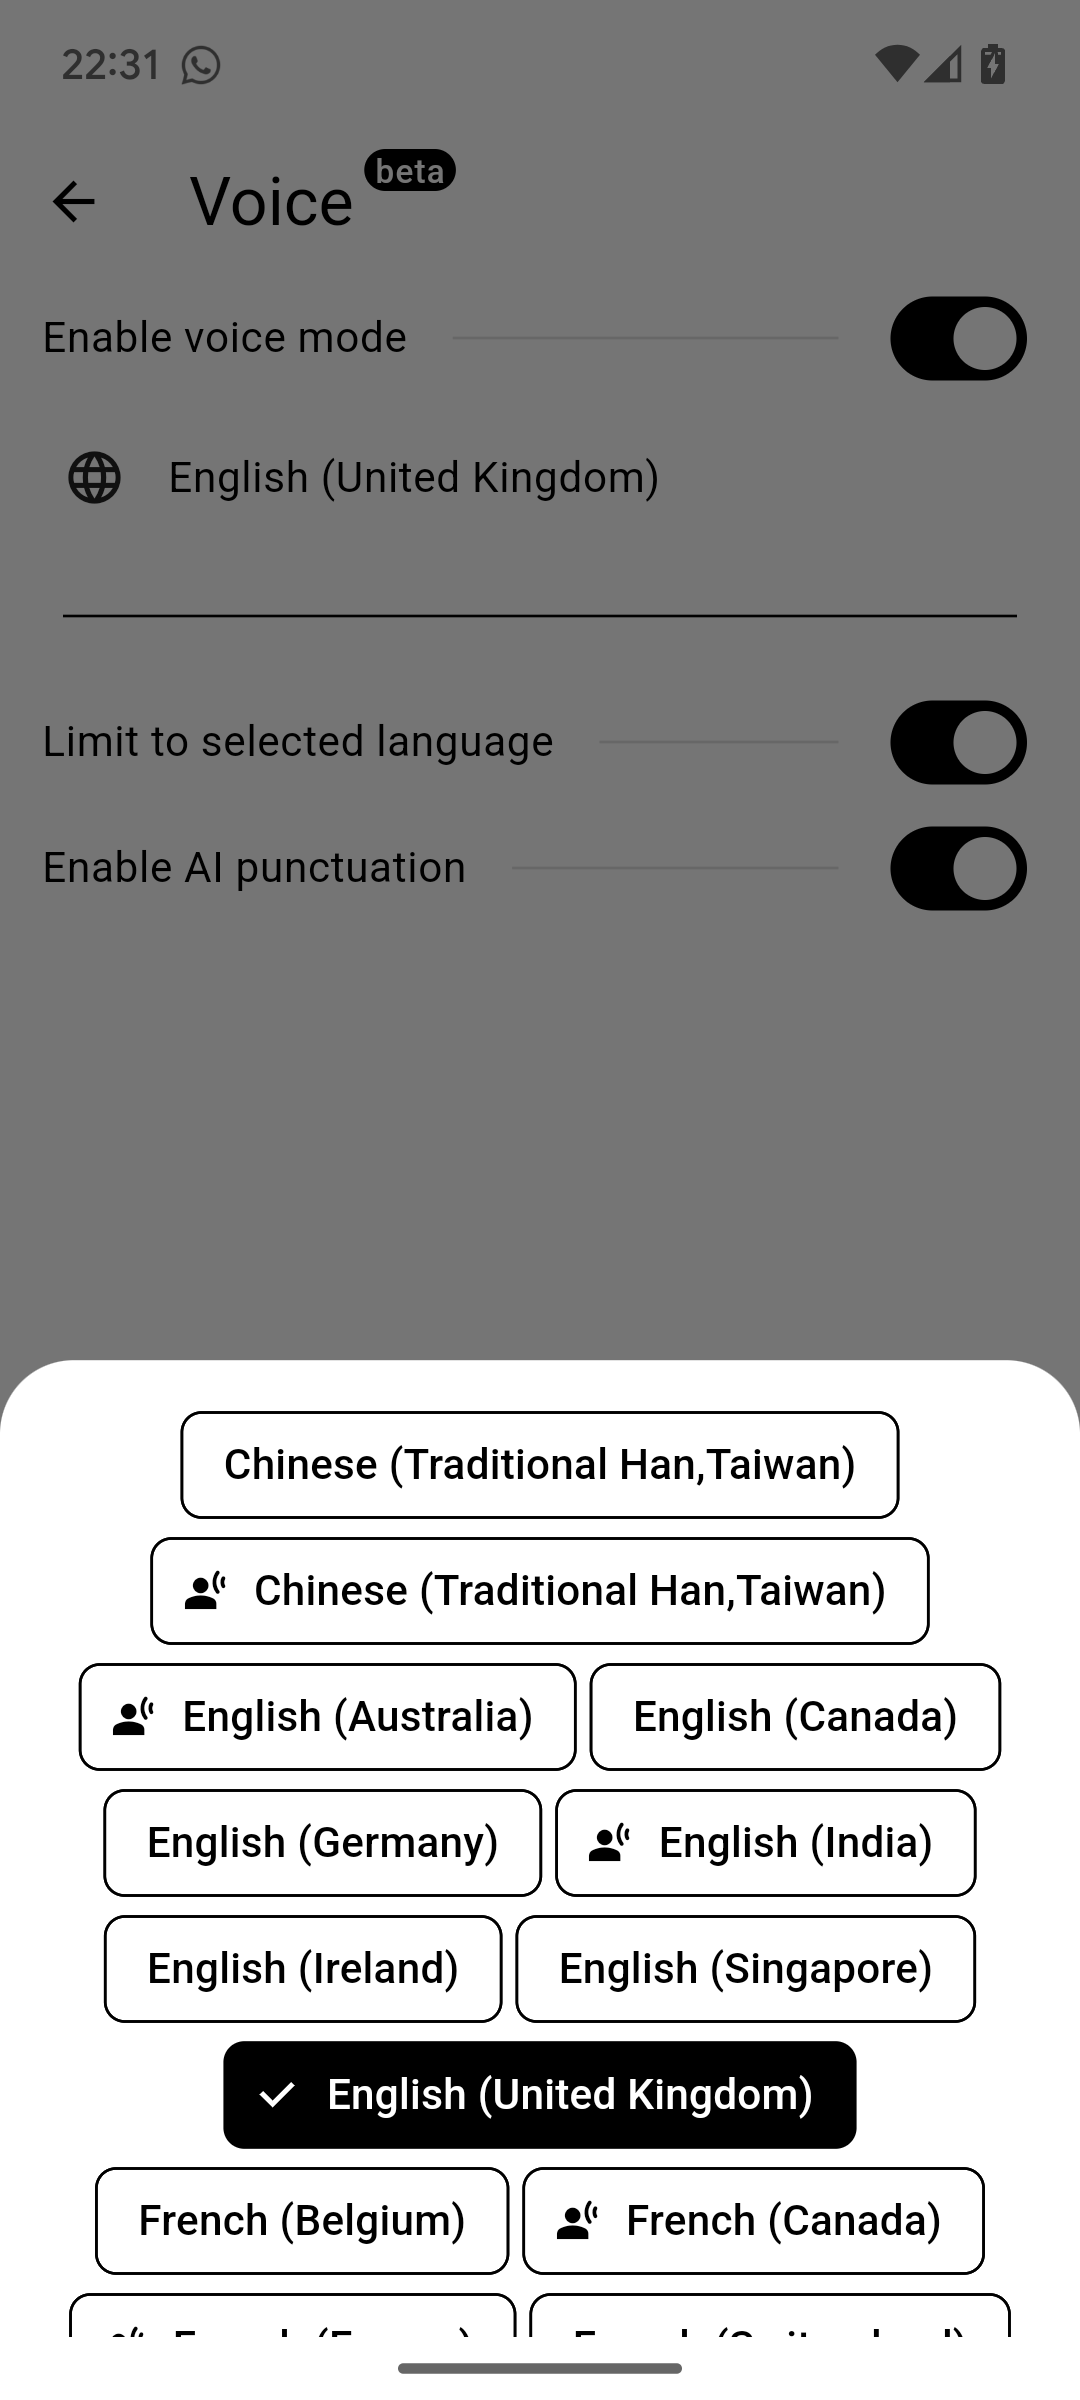 22:31
Voice beta
Enable voice mode
English (United Kingdom)
Limit to selected language
Enable AI punctuation
Chinese (Traditional Han,Taiwan)
Chinese (Traditional Han,Taiwan)
English (Australia) English (Canada)
English (Germany) English (India)
English (Ireland) English (Singapore)
English (United Kingdom)
French (Belgium) French (Canada)